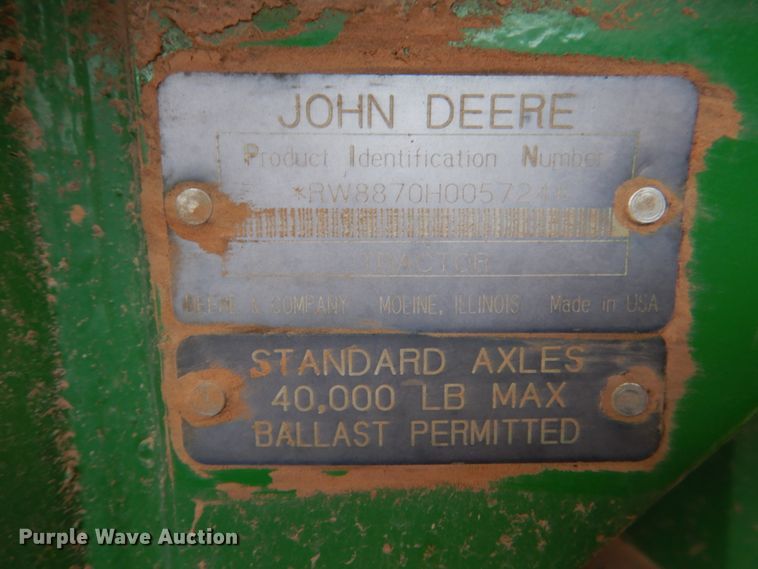 JOHN DEERE
Product Identification Number
*RW8870H005724*
TRACTOR
DEERE & COMPANY MOLINE, ILLINOIS Made in USA
STANDARD AXLES
40,000 LB MAX
BALLAST PERMITTED
Purple Wave Auction